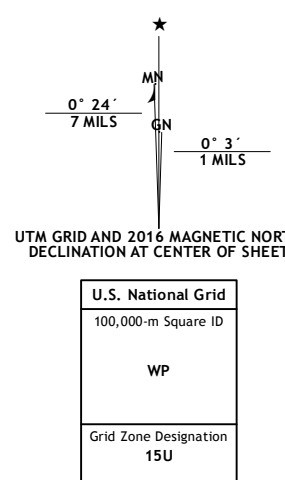 ★
MN
0° 24´
7 MILS
GN
0° 3´
1 MILS
UTM GRID AND 2016 MAGNETIC NORT
DECLINATION AT CENTER OF SHEET
U.S. National Grid
100,000-m Square ID
WP
Grid Zone Designation
15U